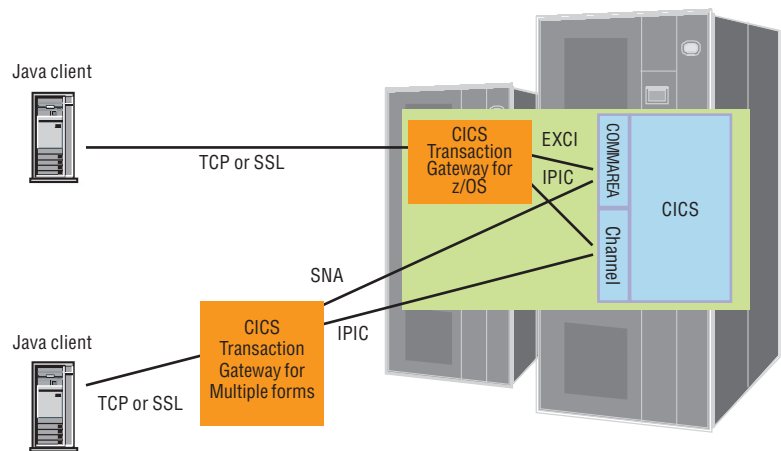 Java client
TCP or SSL
CICS
Transaction
Gateway for
z/OS
EXCI
IPIC
COMMAREA
Channel
CICS
SNA
IPIC
Java client
TCP or SSL
CICS
Transaction
Gateway for
Multiple forms